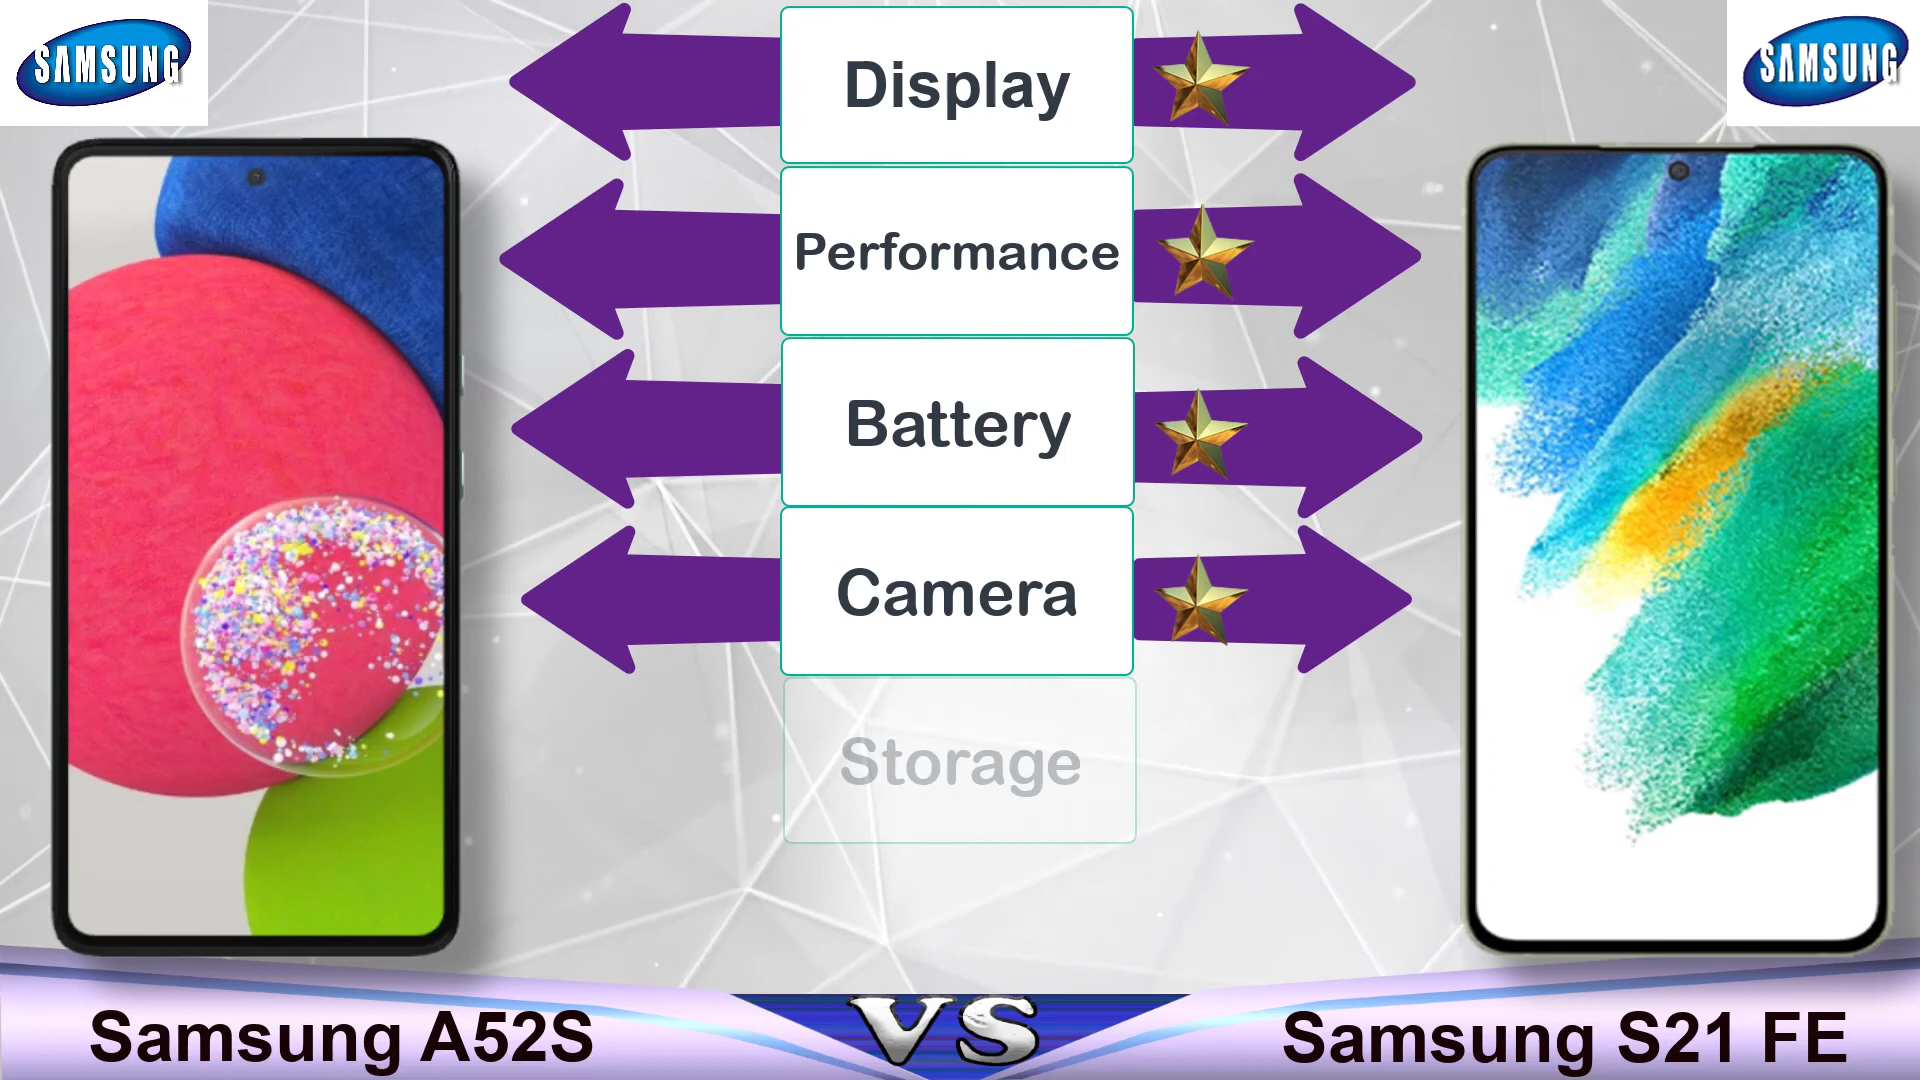 SAMSUNG
SAMSUNG
Display
Performance
Battery
Camera
Storage
Samsung A52S
VS
Samsung S21 FE